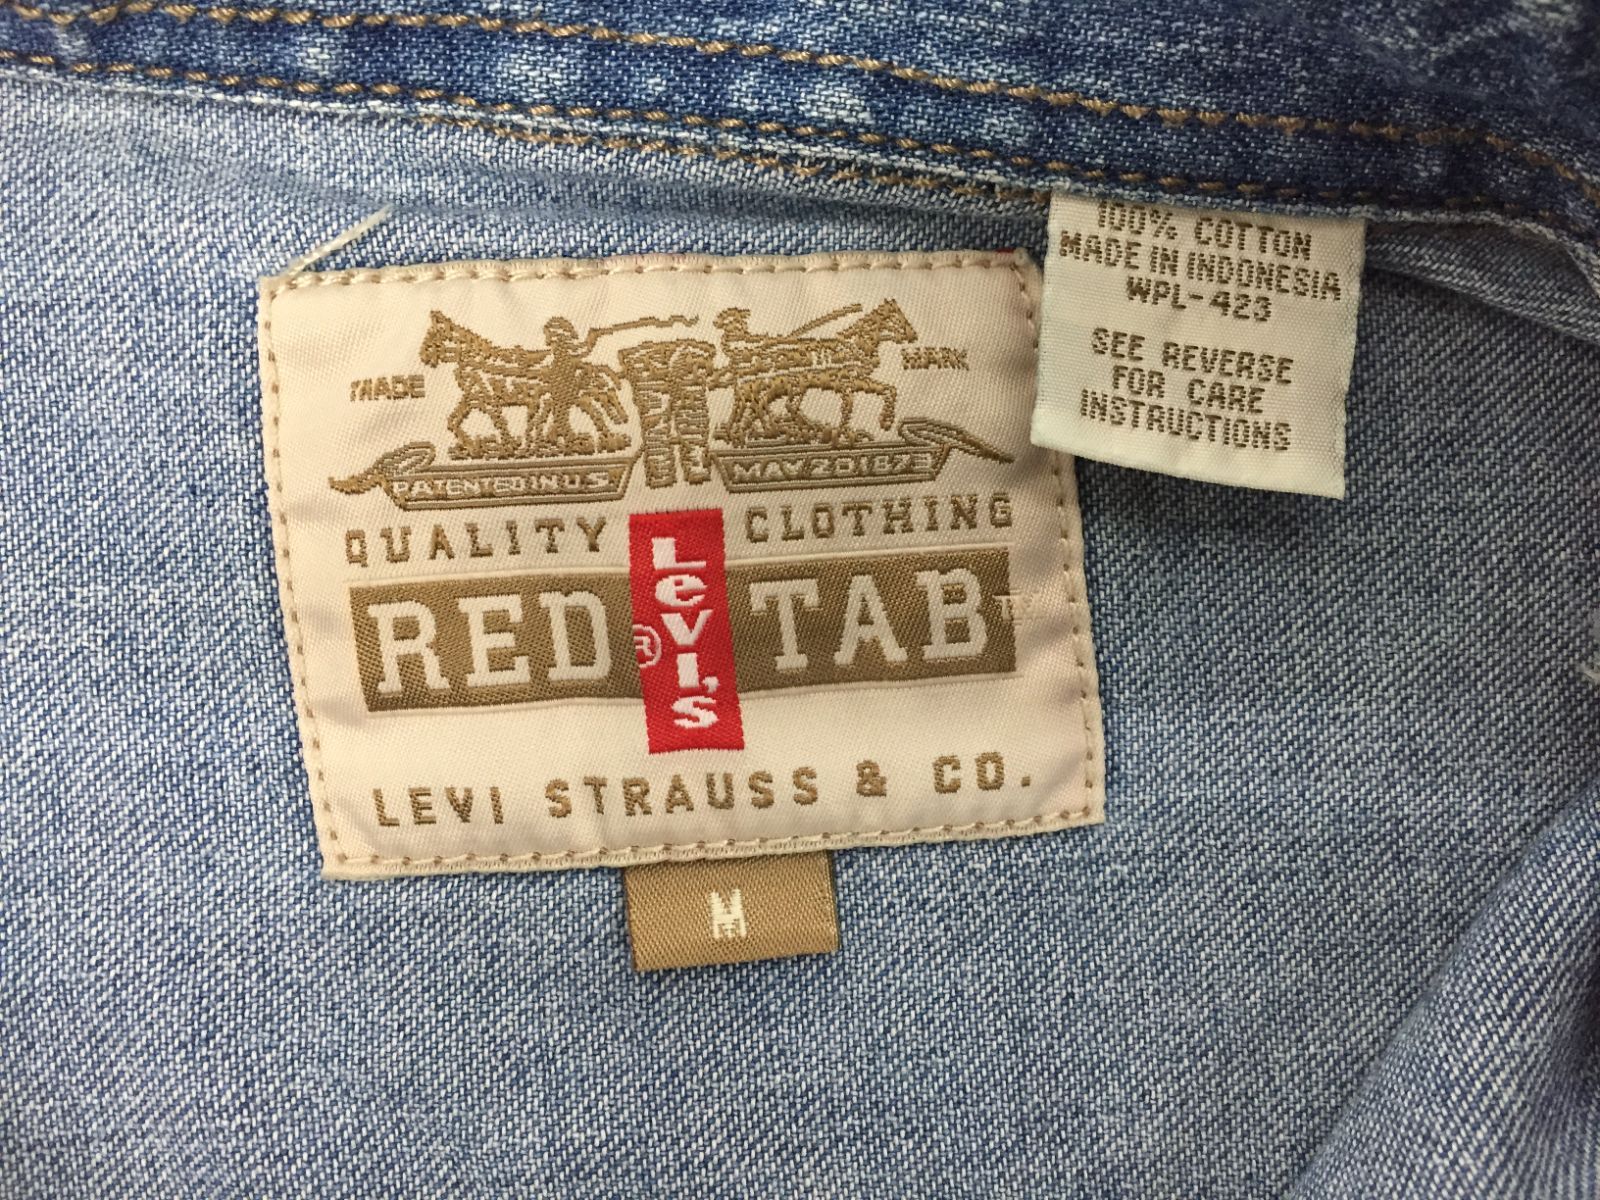 100% COTTON
MADE IN INDONESIA
WPL-423
SEE REVERSE
FOR CARE
INSTRUCTIONS
TRADE MARK
PATENTED IN U.S. MAY 20 1873
QUALITY CLOTHING
RED TAB™
LEVI'S ®
LEVI STRAUSS & CO.
M